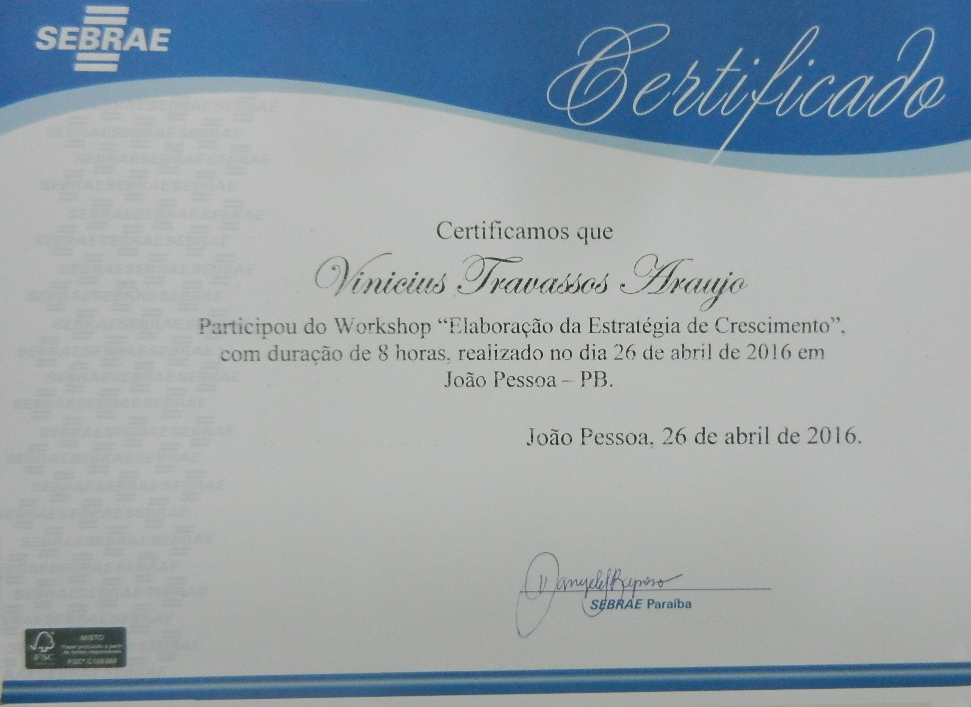 SEBRAE
Certificado
Certificamos que
Vinicius Travassos Araujo
Participou do Workshop “Elaboração da Estratégia de Crescimento”,
com duração de 8 horas, realizado no dia 26 de abril de 2016 em
João Pessoa – PB.
João Pessoa, 26 de abril de 2016.
SEBRAE Paraíba
MISTO
FSC